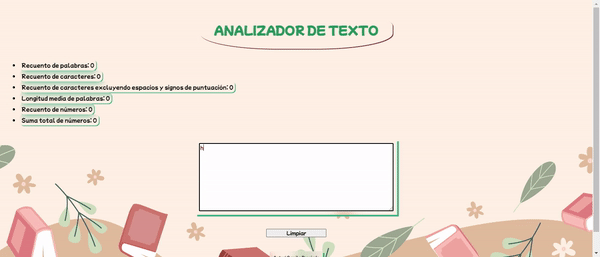 ANALIZADOR DE TEXTO
Recuento de palabras: 0
Recuento de caracteres: 0
Recuento de caracteres excluyendo espacios y signos de puntuación: 0
Longitud media de palabras: 0
Recuento de números: 0
Suma total de números: 0
h
Limpiar